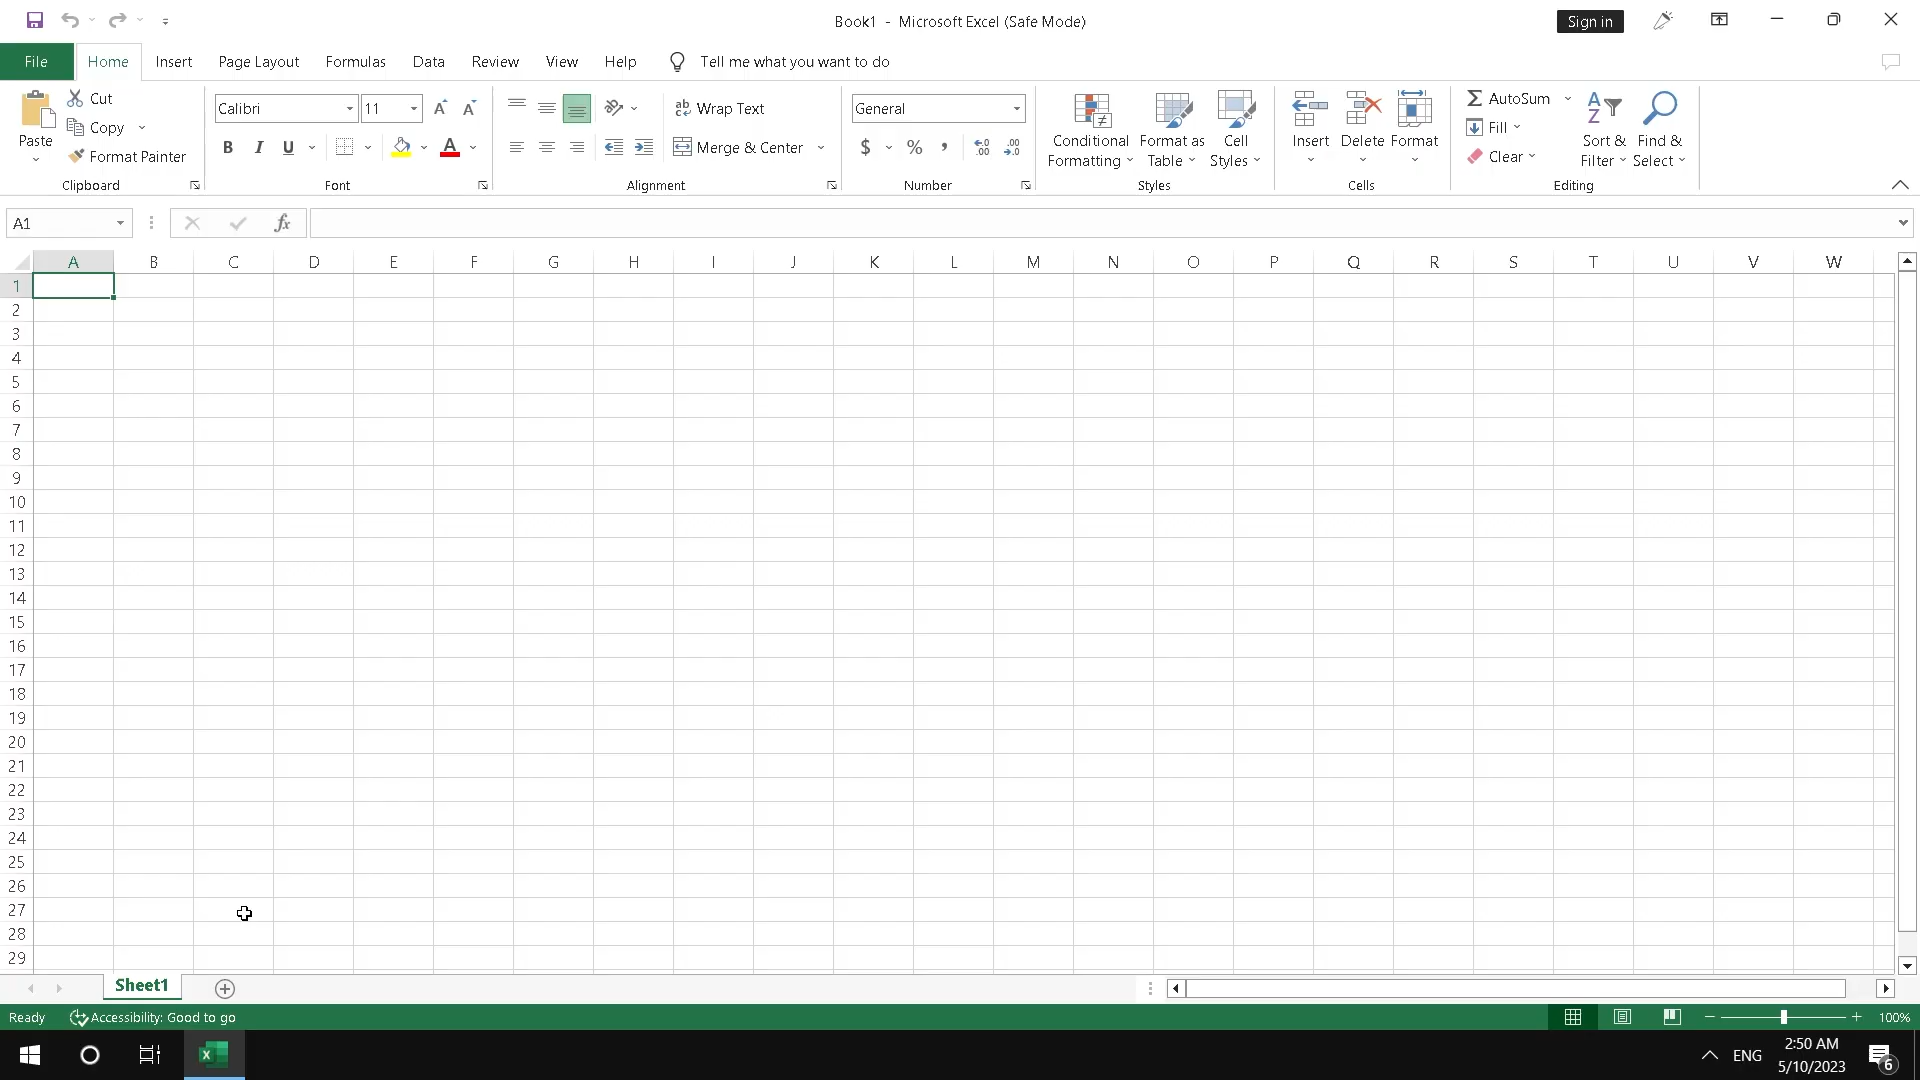 Book1 - Microsoft Excel (Safe Mode)
Sign in
File Home Insert Page Layout Formulas Data Review View Help Tell me what you want to do
Paste
Cut
Copy
Format Painter
Clipboard
Calibri 11
B I U
Font
Wrap Text
Merge & Center
Alignment
General
$ % ,
Number
Conditional Formatting
Format as Table
Cell Styles
Styles
Insert Delete Format
Cells
AutoSum
Fill
Clear
Sort & Filter
Find & Select
Editing
A1 fx
A B C D E F G H I J K L M N O P Q R S T U V W
1
2
3
4
5
6
7
8
9
10
11
12
13
14
15
16
17
18
19
20
21
22
23
24
25
26
27
28
29
Sheet1
Ready Accessibility: Good to go 100%
ENG 2:50 AM
5/10/2023 6